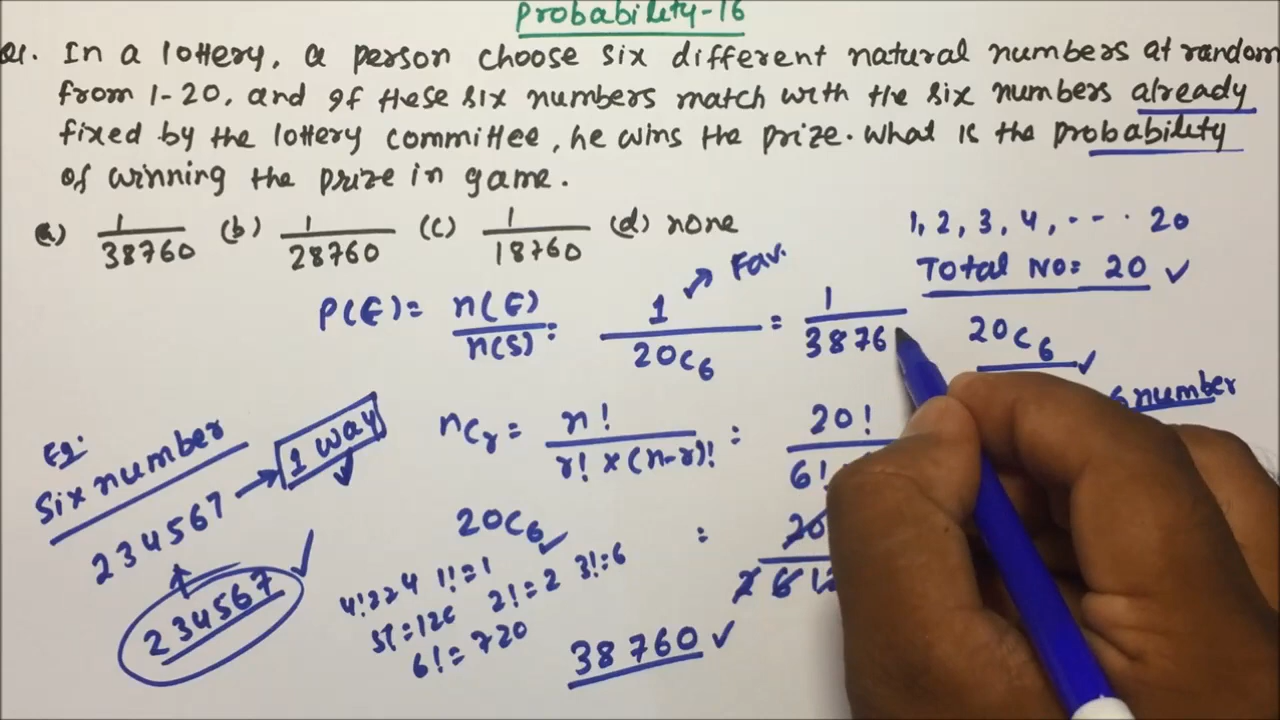 Probability-16
Q1. In a lottery, a person choose six different natural numbers at random
from 1-20, and if these six numbers match with the six numbers already
fixed by the lottery committee, he wins the prize. What is the probability
of winning the prize in game.
(a) 1/38760 (b) 1/28760 (c) 1/18760 (d) none
1, 2, 3, 4, --- 20
Total No: 20 ✓
P(E) = n(E)/n(S) = 1/20C6 = 1/3876
Fav.
20C6 ✓
number
nCr = n!/r! × (n-r)! = 20!/6!
Eg:
Six number
234567 → 1 way ✓
234567 ✓
20C6 ✓
= 20
6
4!=24 1!=1
5!=120 2!=2 3!=6
6!=720
38760 ✓